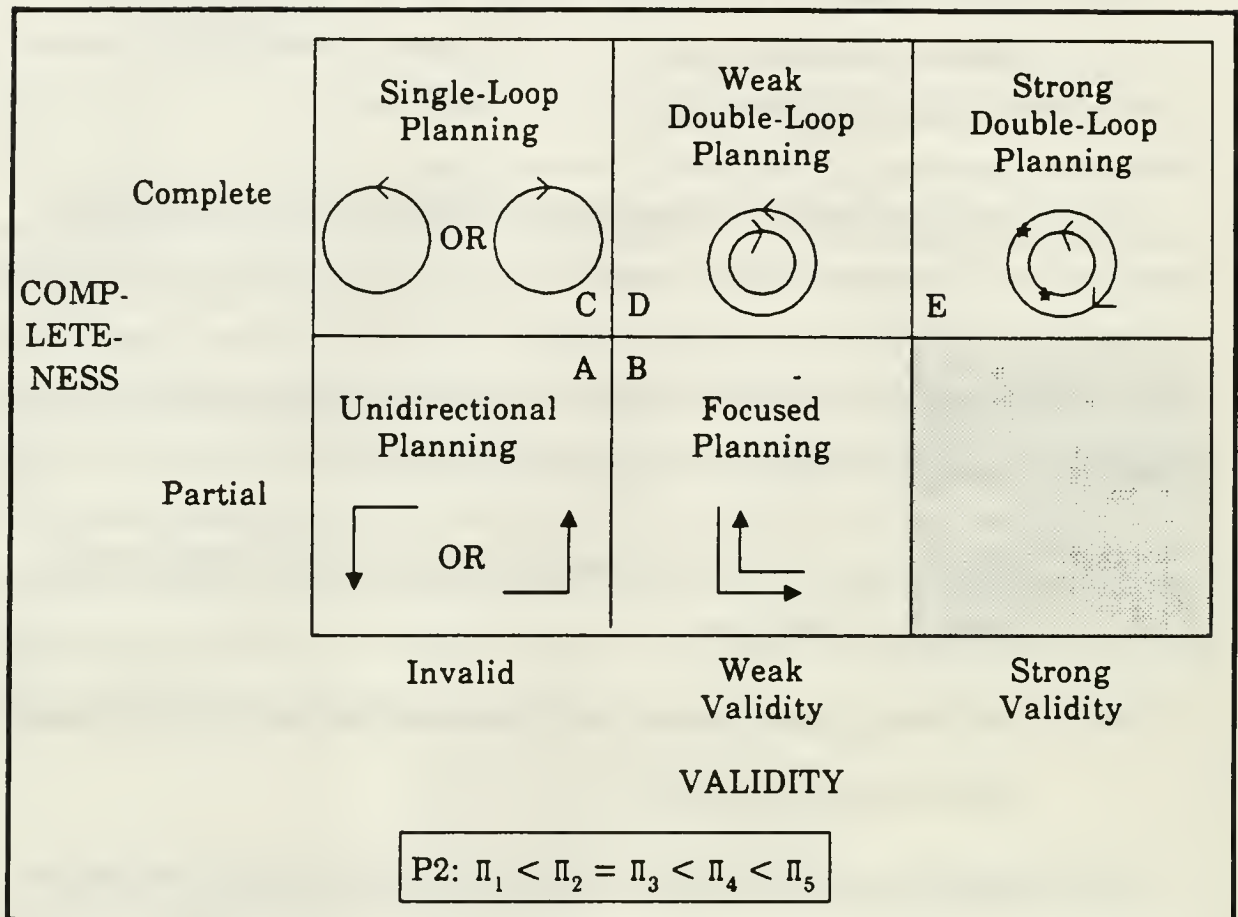 Single-Loop
Planning
Weak
Double-Loop
Planning
Strong
Double-Loop
Planning
Complete
OR
C
D
E
COMP-
LETE-
NESS
A
B
Unidirectional
Planning
Focused
Planning
Partial
OR
Invalid
Weak
Validity
Strong
Validity
VALIDITY
P2: Π₁ < Π₂ = Π₃ < Π₄ < Π₅